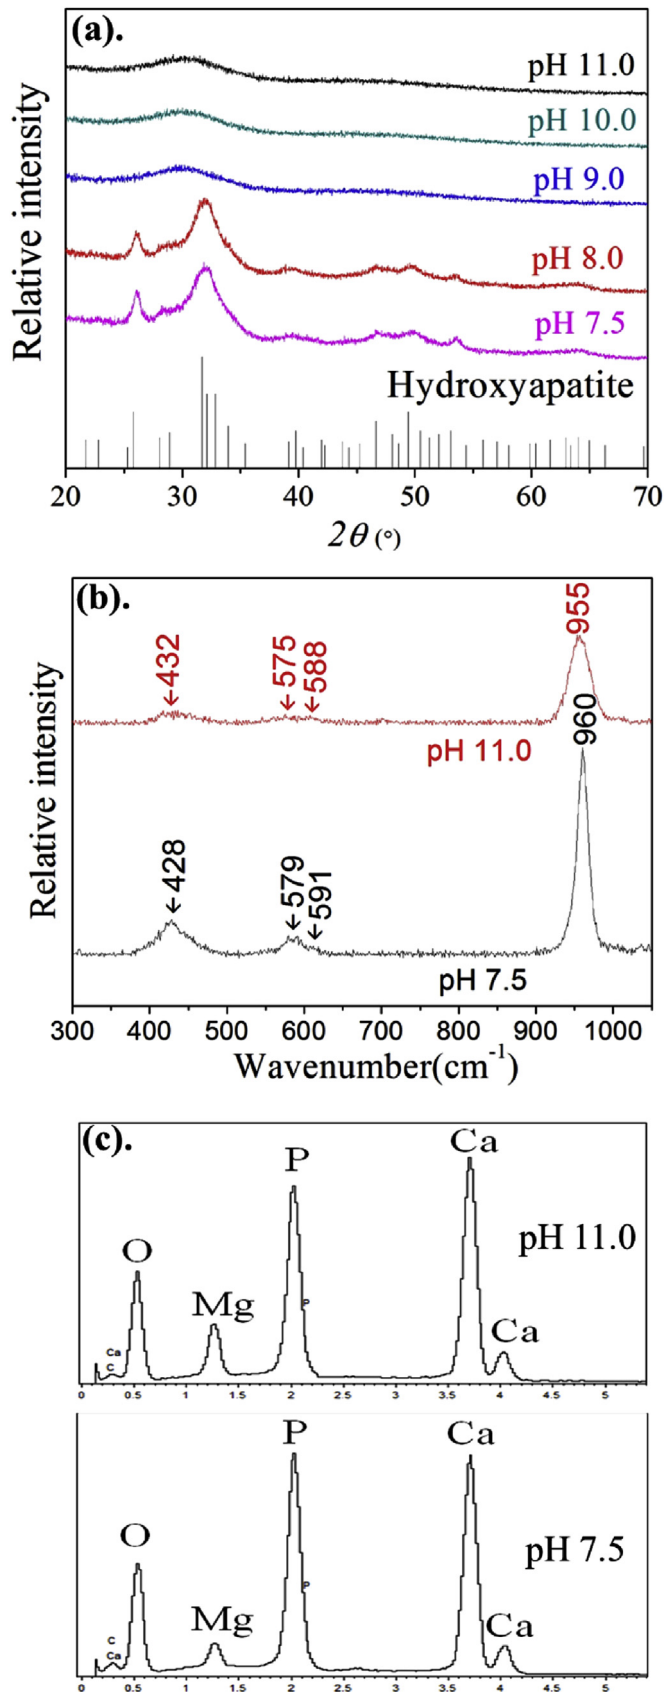 (a).
pH 11.0
pH 10.0
pH 9.0
pH 8.0
pH 7.5
Hydroxyapatite
Relative intensity
20 30 40 50 60 70
2θ (°)
(b).
←432
←575
←588
955
pH 11.0
960
←428
←579
←591
pH 7.5
Relative intensity
300 400 500 600 700 800 900 1000
Wavenumber(cm⁻¹)
(c).
Ca
P
pH 11.0
O
Mg
P
Ca
Ca
C
0 0.5 1 1.5 2 2.5 3 3.5 4 4.5 5
P
Ca
O
pH 7.5
P
Mg
Ca
C
Ca
0 0.5 1 1.5 2 2.5 3 3.5 4 4.5 5